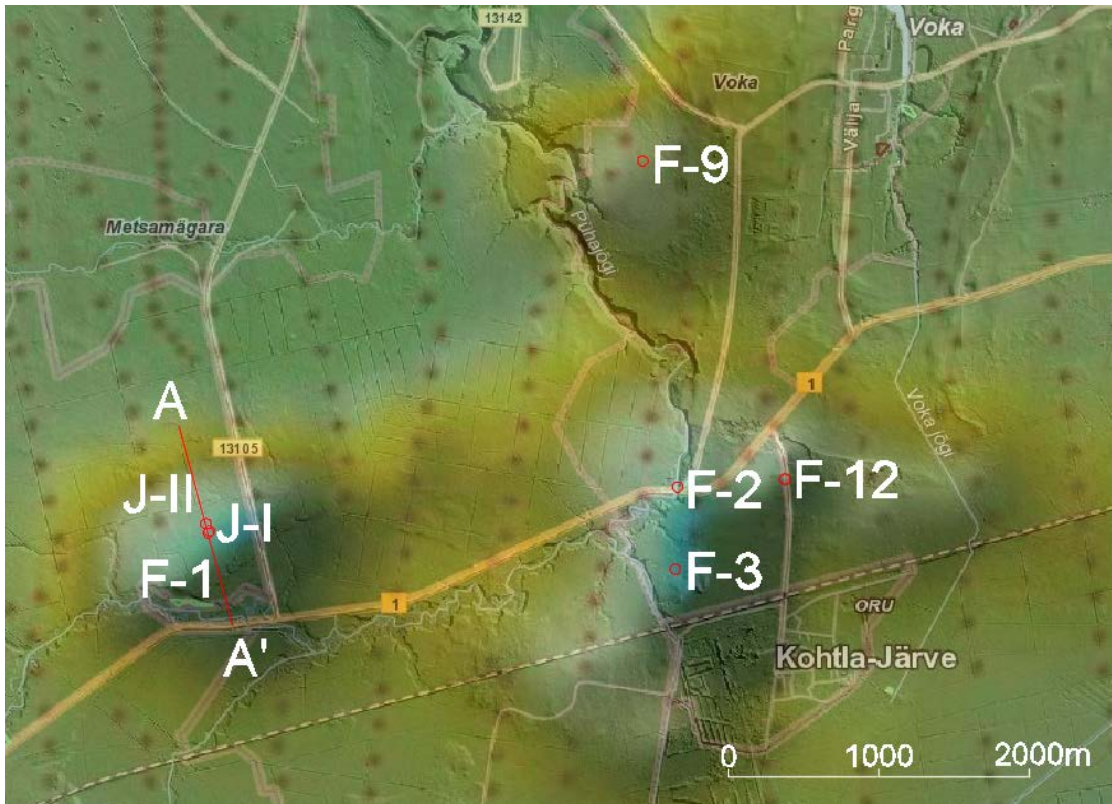 13142
Voka
Voka
Välja
Parg
F-9
Metsamägara
Pühajõgi
A
1
13105
J-II
J-I
F-2
F-12
Voka jõgi
F-1
F-3
1
ORU
A'
Kohtla-Järve
0 1000 2000m